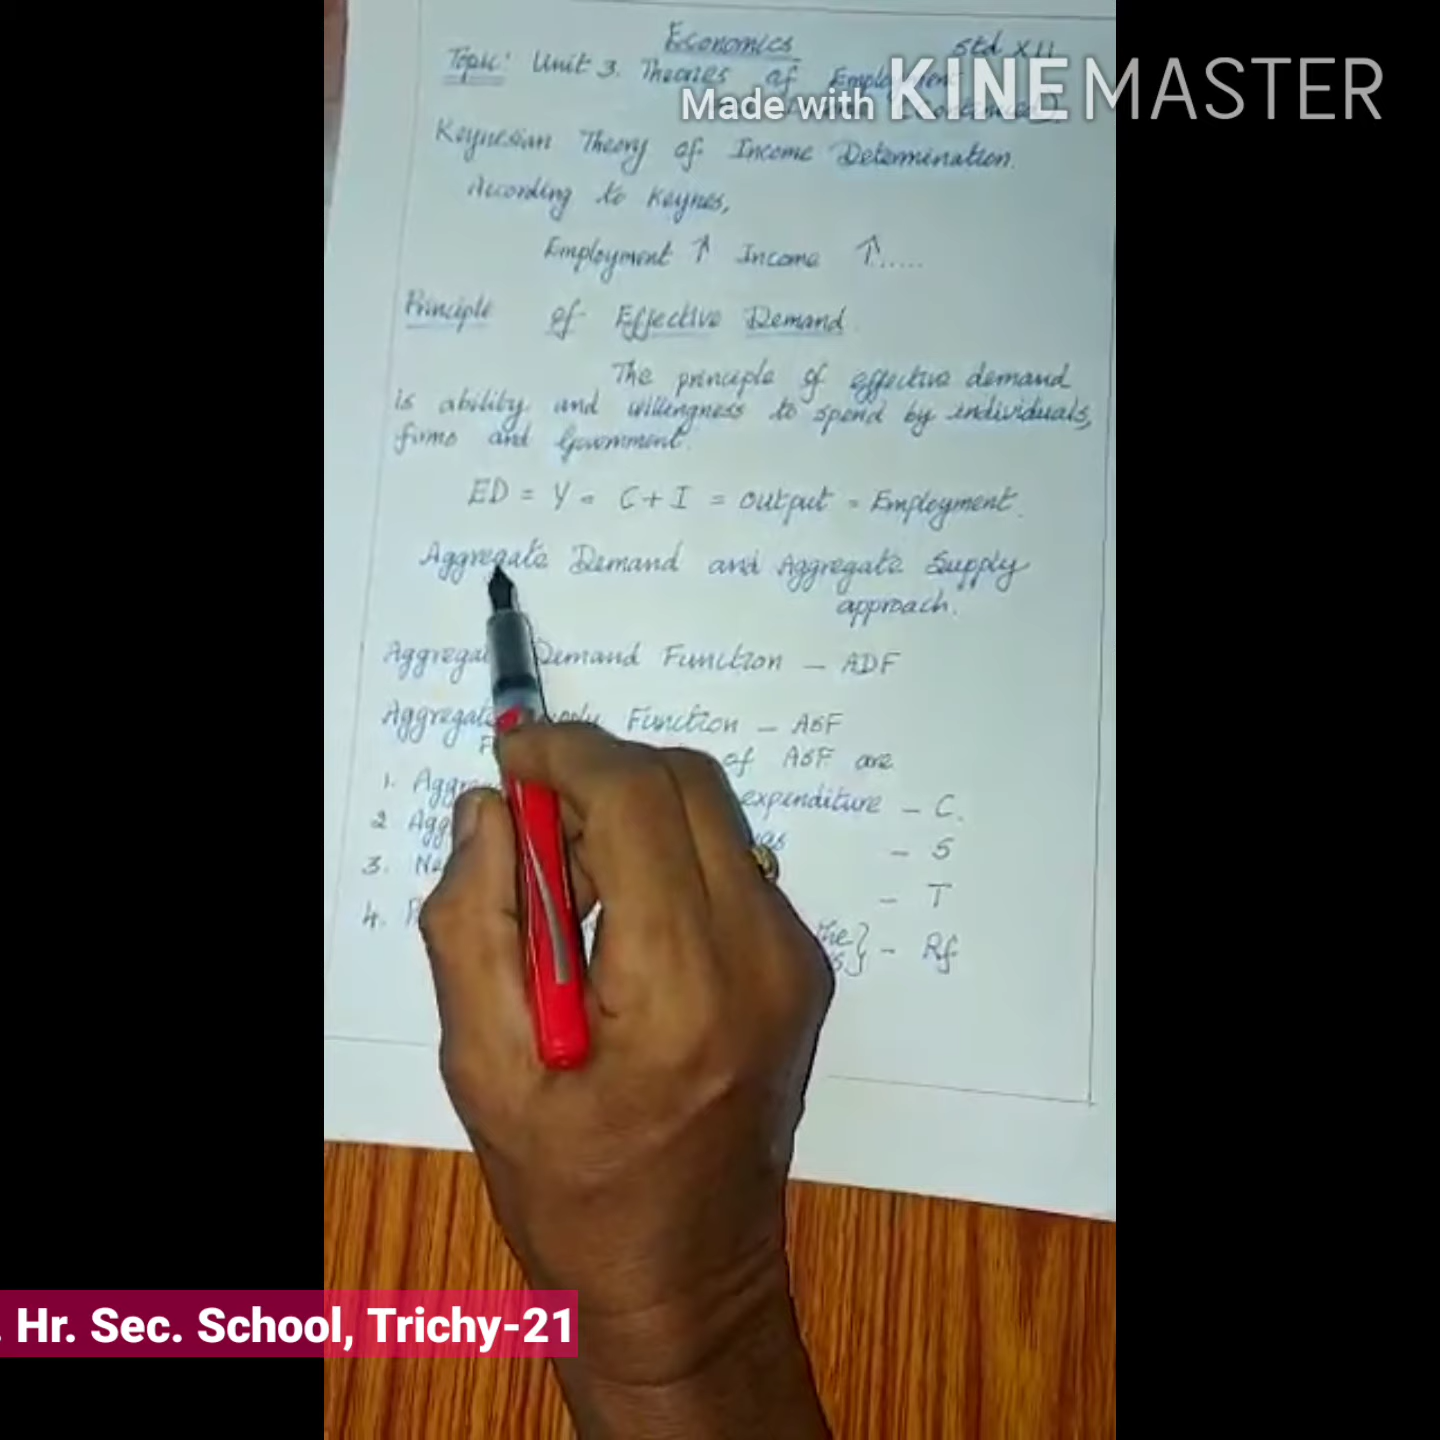 Economics Std XII
Topic: Unit 3. Theories of
Made with KINEMASTER
Keynesian Theory of Income Determination.
According to Keynes,
Employment ↑ Income ↑.....
Principle of Effective Demand.
The principle of effective demand
is ability and willingness to spend by individuals,
firms and Government.
ED = Y = C+I = output = Employment.
Aggregate Demand and Aggregate Supply
approach.
Aggregate Demand Function – ADF
Function – ASF
of ASF are
1. expenditure – C.
2 – S
3. – T
4. the} – Rf
. Hr. Sec. School, Trichy-21